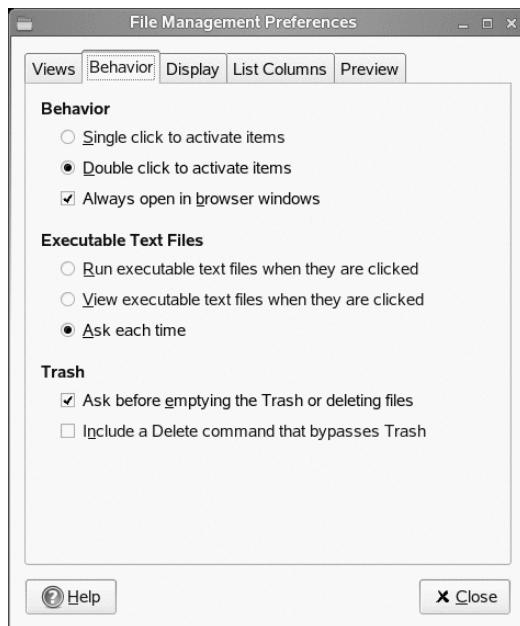 File Management Preferences
Views Behavior Display List Columns Preview
Behavior
Single click to activate items
Double click to activate items
Always open in browser windows
Executable Text Files
Run executable text files when they are clicked
View executable text files when they are clicked
Ask each time
Trash
Ask before emptying the Trash or deleting files
Include a Delete command that bypasses Trash
Help Close